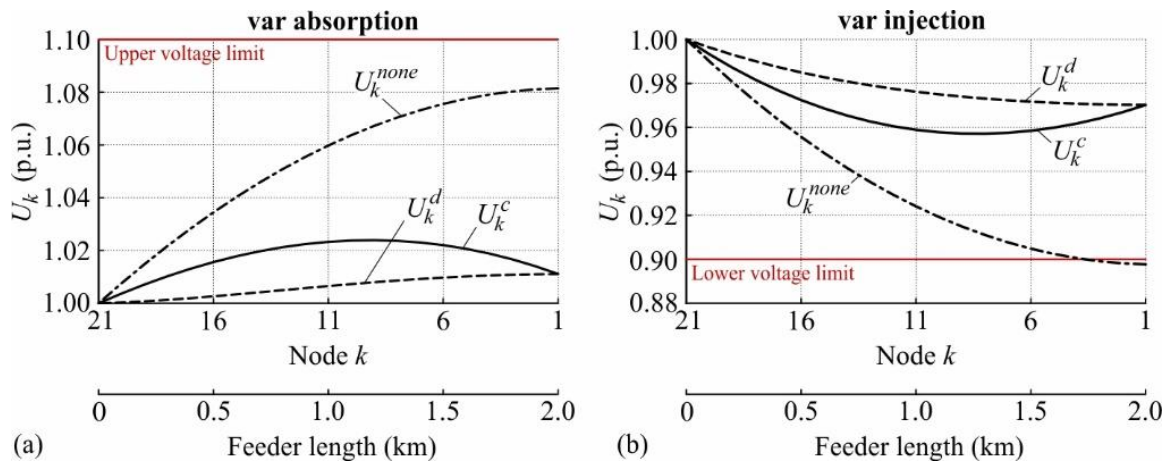 var absorption
1.10
Upper voltage limit
U_k^none
1.08
1.06
U_k (p.u.)
1.04
U_k^d
U_k^c
1.02
1.00
21 16 11 6 1
Node k
0 0.5 1.0 1.5 2.0
(a) Feeder length (km)
var injection
1.00
U_k^d
0.98
0.96
U_k^c
U_k (p.u.)
0.94
U_k^none
0.92
0.90
Lower voltage limit
0.88
21 16 11 6 1
Node k
0 0.5 1.0 1.5 2.0
(b) Feeder length (km)